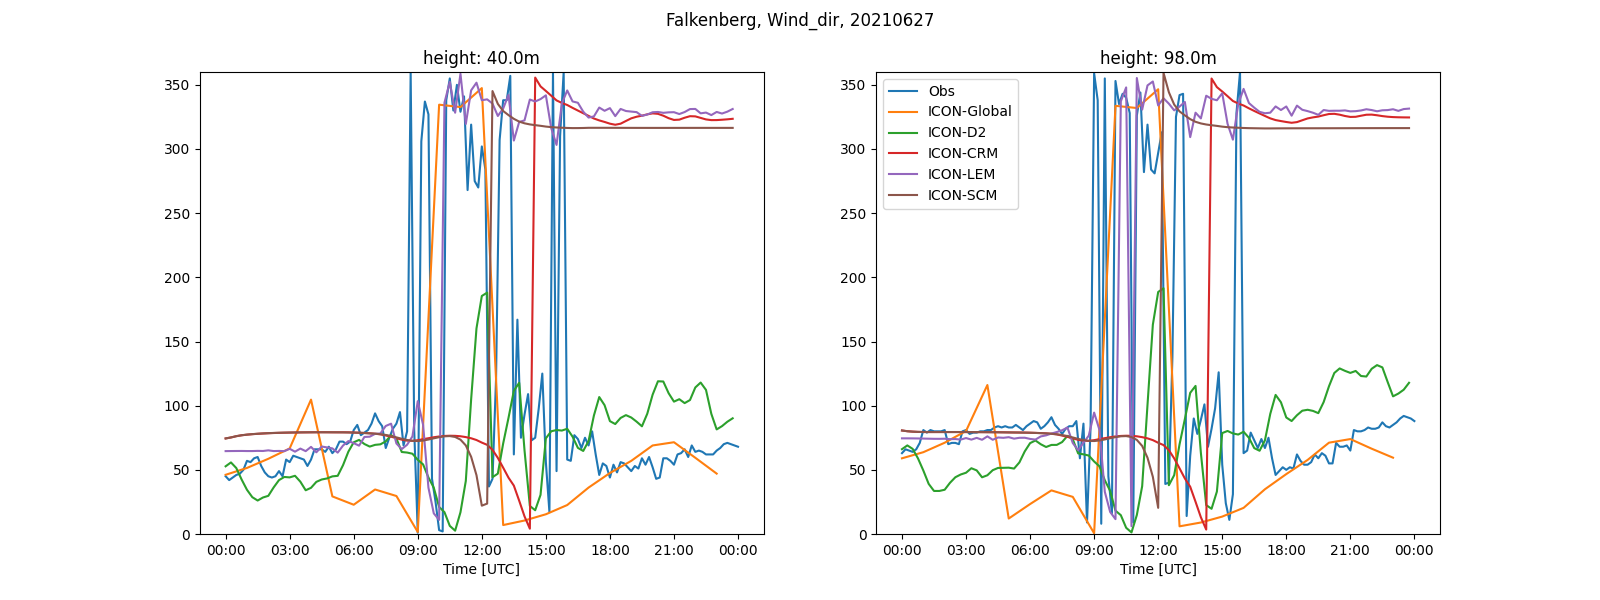 Falkenberg, Wind_dir, 20210627
height: 40.0m
350
300
250
200
150
100
50
0
00:00 03:00 06:00 09:00 12:00 15:00 18:00 21:00 00:00
Time [UTC]
height: 98.0m
Obs
ICON-Global
ICON-D2
ICON-CRM
ICON-LEM
ICON-SCM
350
300
250
200
150
100
50
0
00:00 03:00 06:00 09:00 12:00 15:00 18:00 21:00 00:00
Time [UTC]